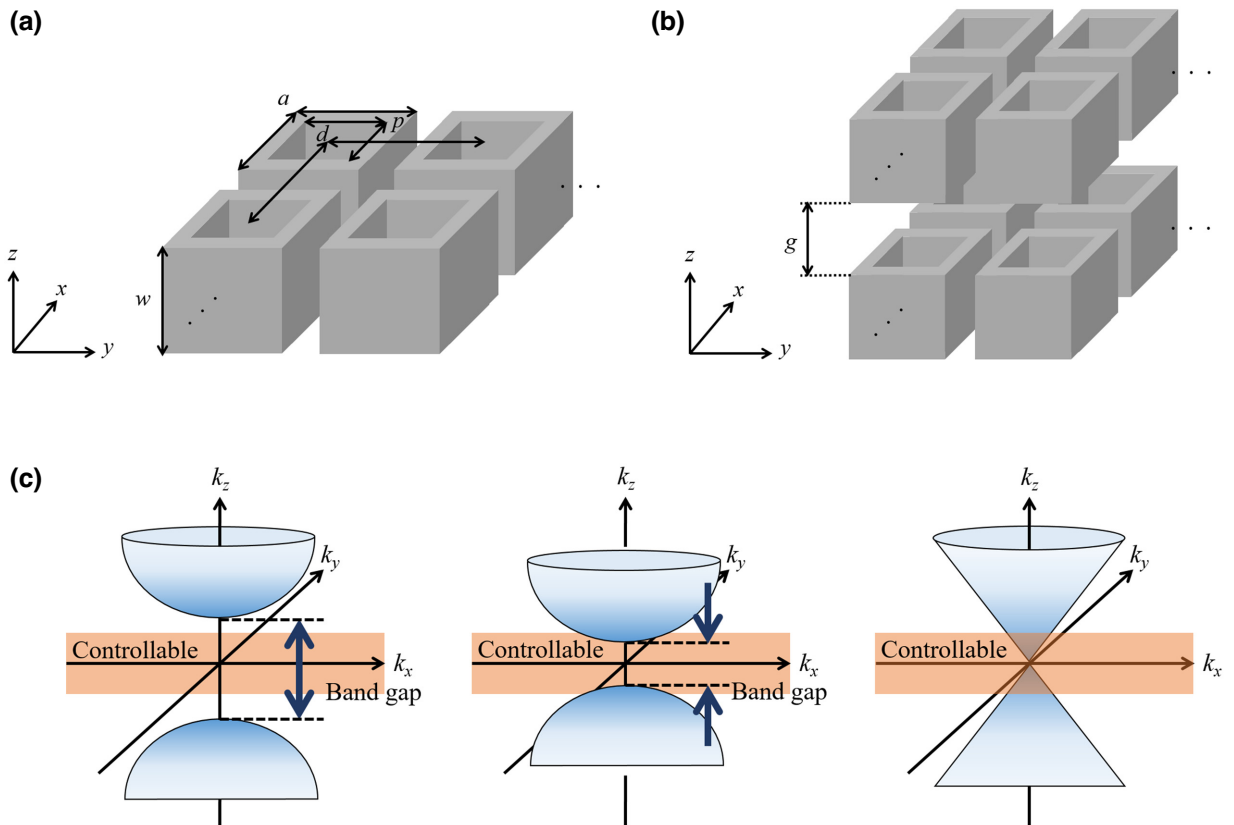 (a)
a
p
d
. . .
w
. . .
z
x
y
(b)
. . .
. . .
g
. . .
. . .
z
x
y
(c)
k_z
k_y
Controllable
k_x
Band gap
k_z
k_y
Controllable
k_x
Band gap
k_z
k_y
Controllable
k_x